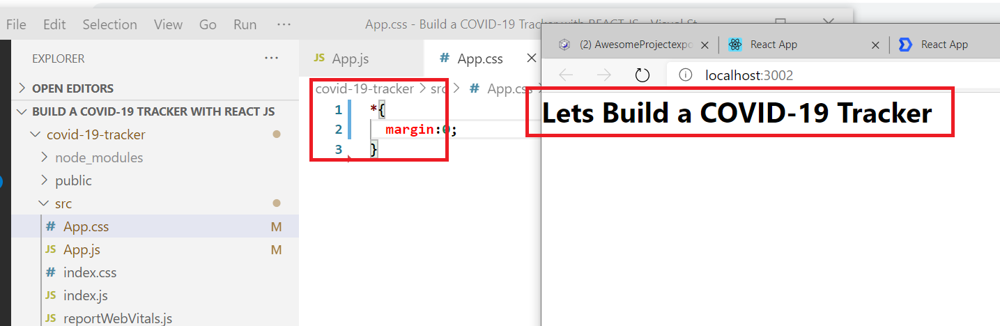 File Edit Selection View Go Run ···
App.css - Build a COVID-19 Tracker with REACT JS - Visual St
EXPLORER ···
OPEN EDITORS
BUILD A COVID-19 TRACKER WITH REACT JS
covid-19-tracker
node_modules
public
src
# App.css M
JS App.js M
# index.css
JS index.js
JS reportWebVitals.js
JS App.js
# App.css
covid-19-tracker > src > # App.css
1 *{
2 margin:0;
3 }
(2) AwesomeProjectexpo
React App
React App
localhost:3002
Lets Build a COVID-19 Tracker